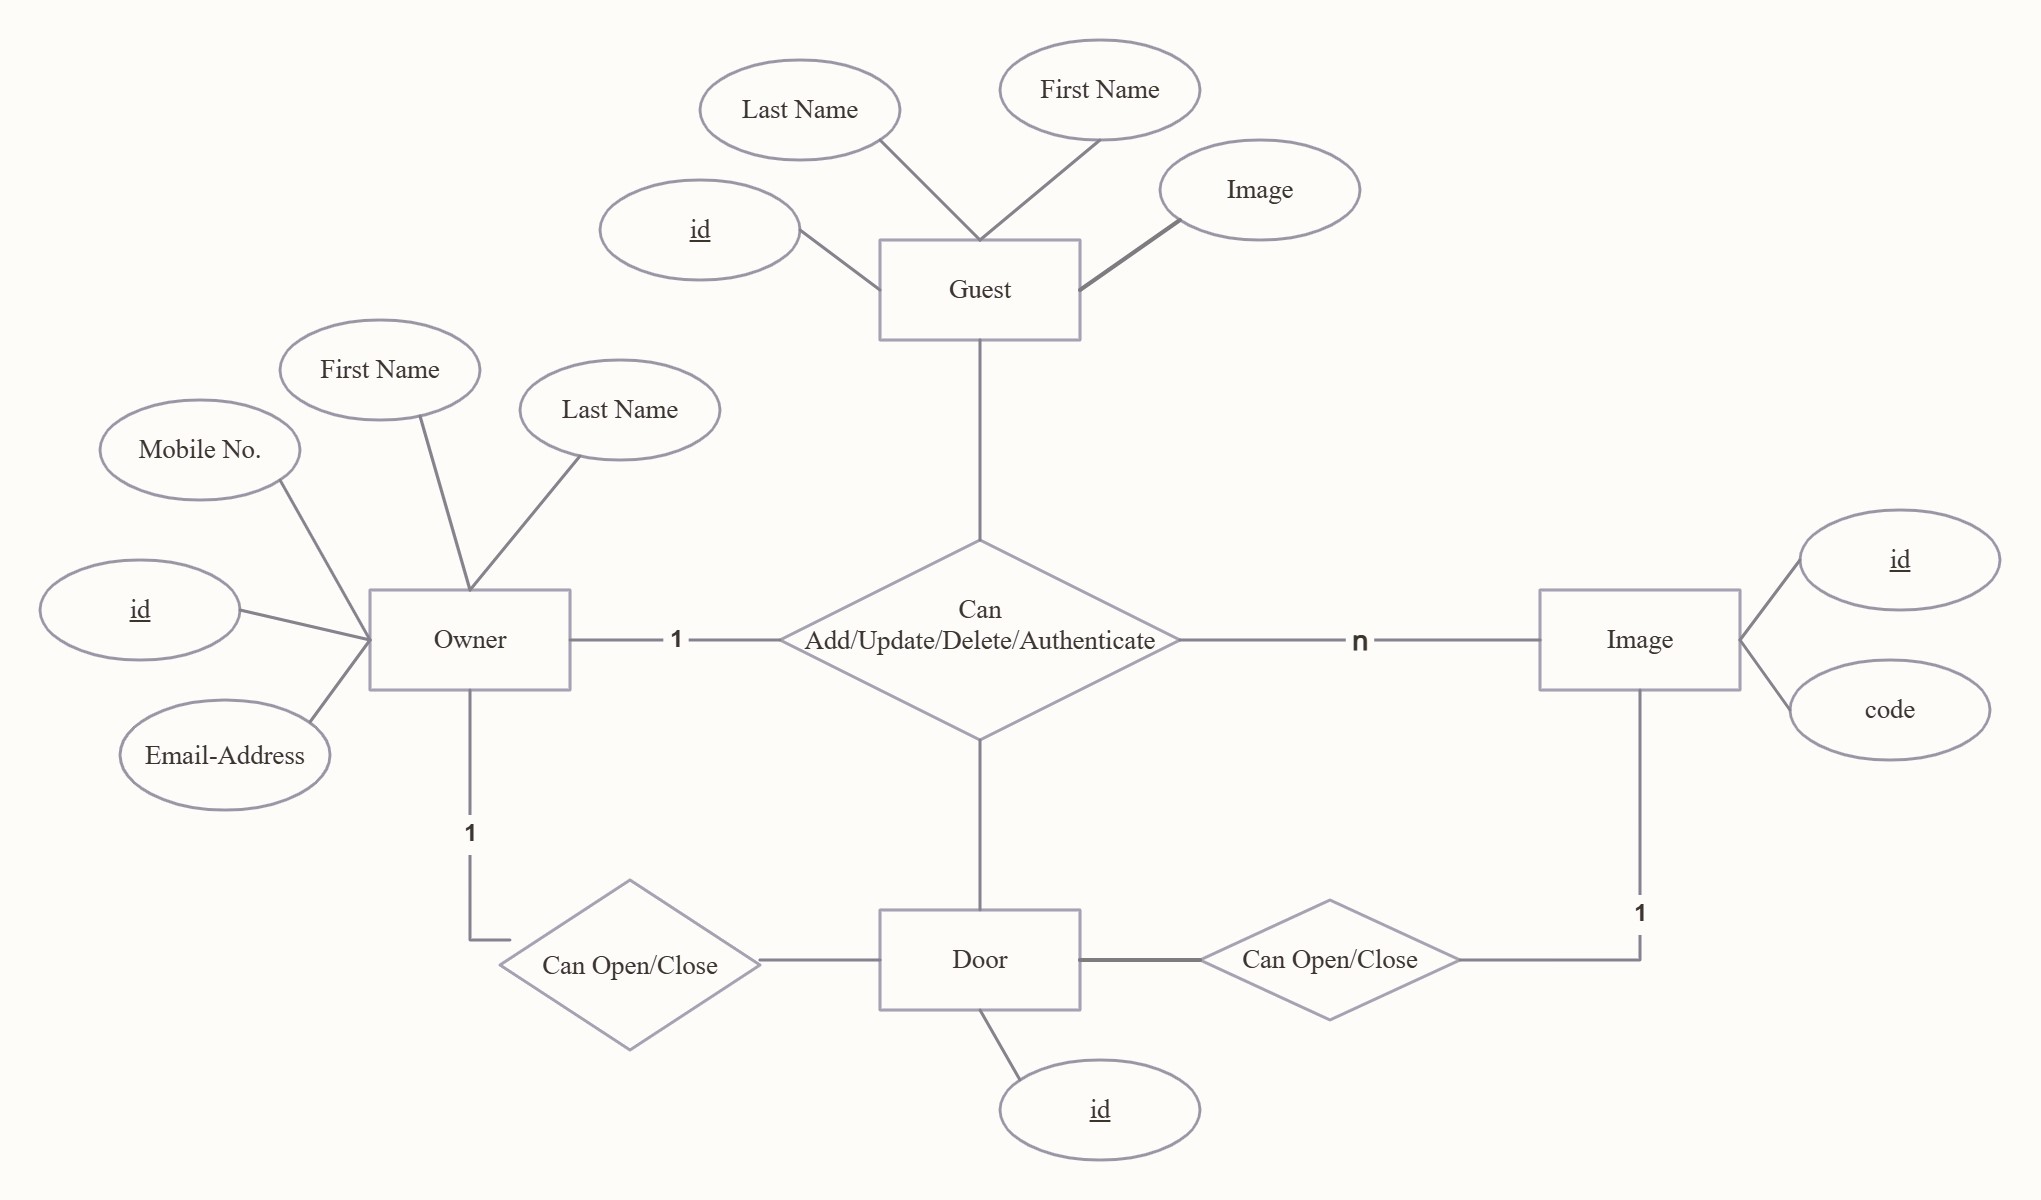 First Name
Last Name
Image
id
Guest
First Name
Last Name
Mobile No.
id
Owner
Email-Address
1
Can
Add/Update/Delete/Authenticate
n
Image
id
code
1
1
Can Open/Close
Door
Can Open/Close
id